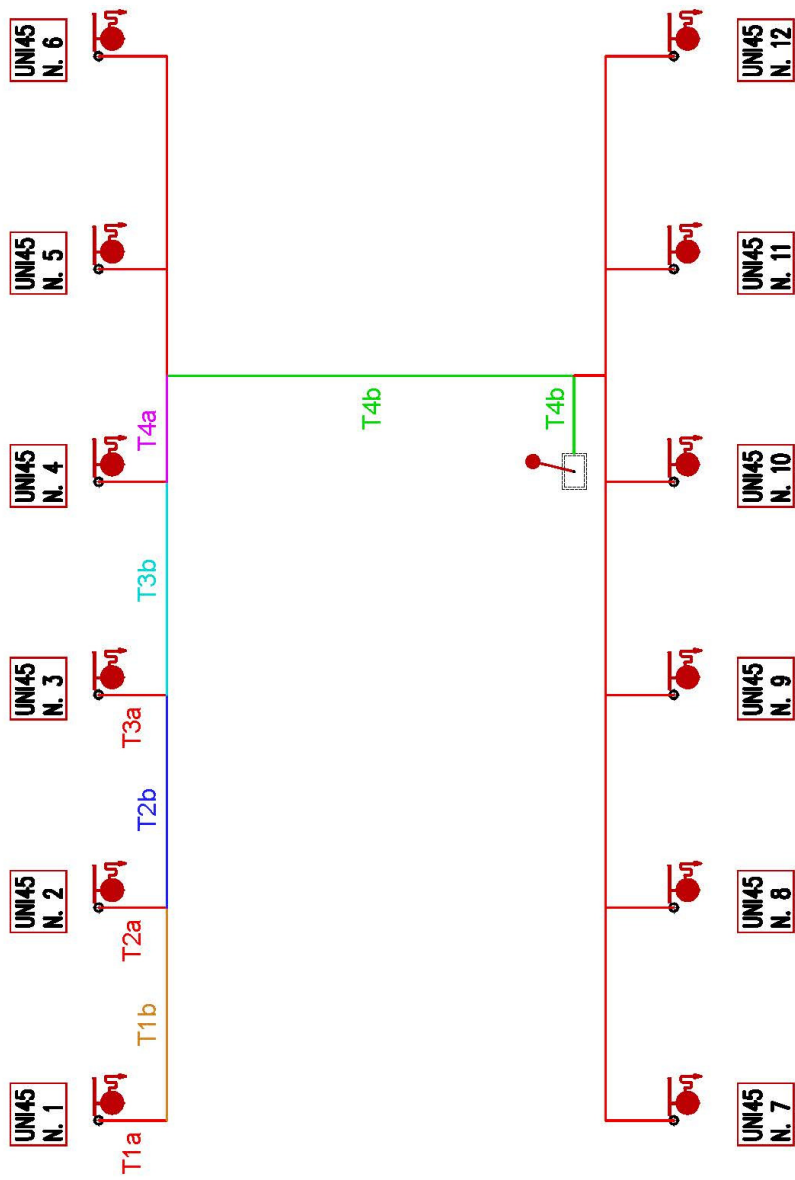 UNI45
N. 1
UNI45
N. 2
UNI45
N. 3
UNI45
N. 4
UNI45
N. 5
UNI45
N. 6
T1a
T1b
T2a
T2b
T3a
T3b
T4a
T4b
T4b
UNI45
N. 7
UNI45
N. 8
UNI45
N. 9
UNI45
N. 10
UNI45
N. 11
UNI45
N. 12